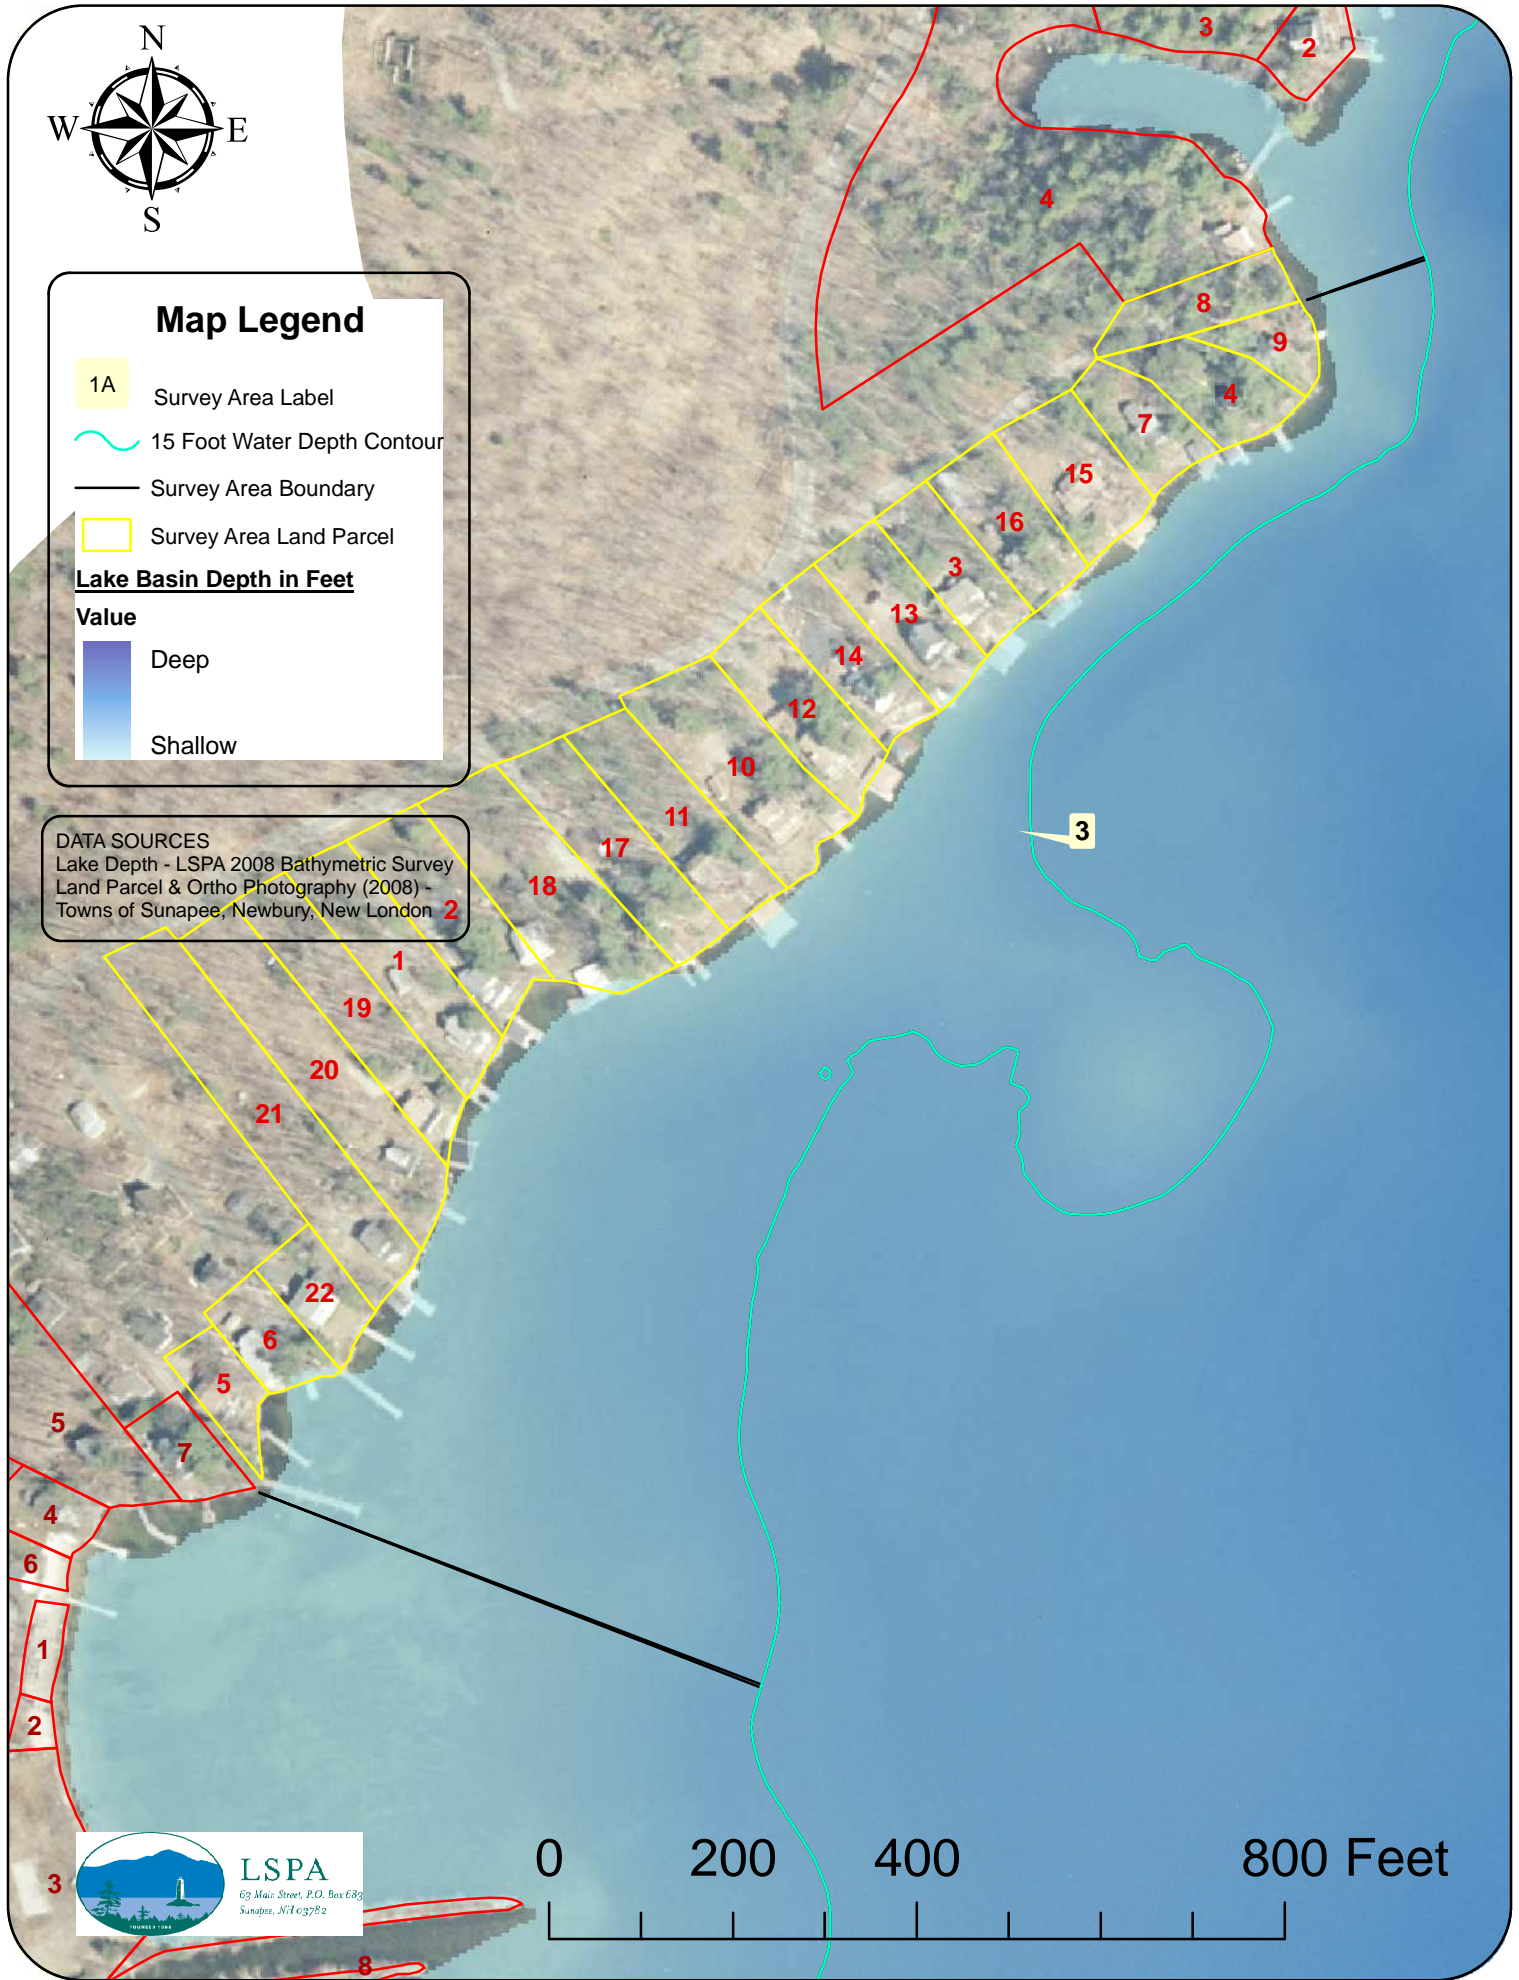 N
W E
S
Map Legend
1A Survey Area Label
15 Foot Water Depth Contour
Survey Area Boundary
Survey Area Land Parcel
Lake Basin Depth in Feet
Value
Deep
Shallow
DATA SOURCES
Lake Depth - LSPA 2008 Bathymetric Survey
Land Parcel & Ortho Photography (2008) -
Towns of Sunapee, Newbury, New London
3
2
4
8
9
4
7
15
16
3
13
14
12
10
11
17
18
2
1
19
20
21
22
6
5
3
5
7
4
6
1
2
3
8
LSPA
63 Main Street, P.O. Box 683
Sunapee, NH 03782
FOUNDED 1898
0 200 400 800 Feet